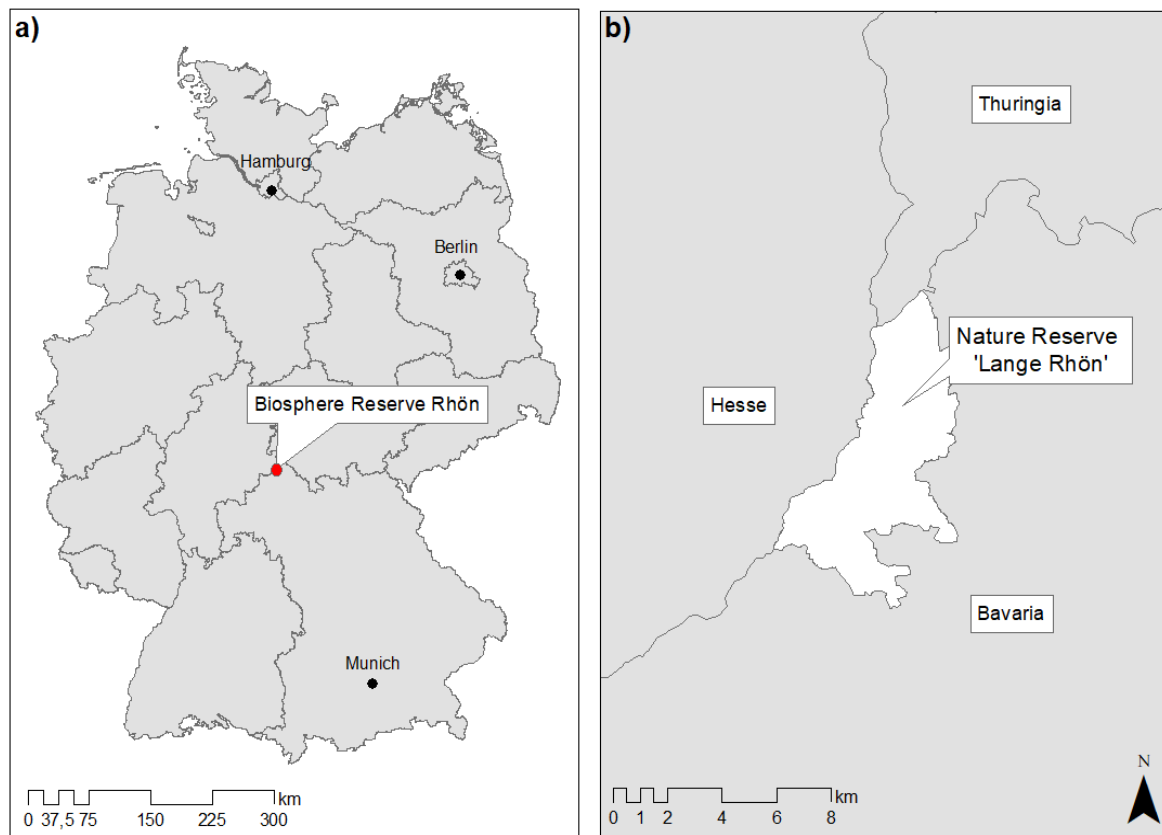 a)
Hamburg
Berlin
Biosphere Reserve Rhön
Munich
km
0 37,5 75 150 225 300
b)
Thuringia
Nature Reserve
'Lange Rhön'
Hesse
Bavaria
N
km
0 1 2 4 6 8